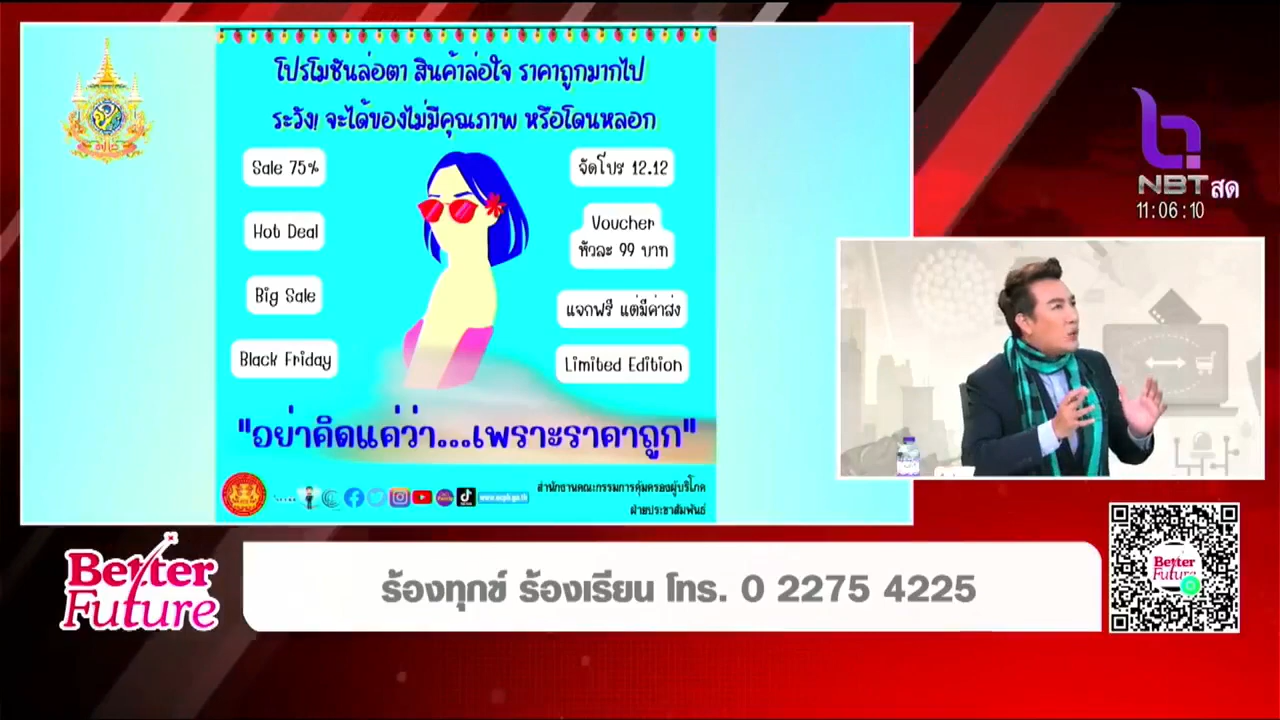 โปรโมชันล่อตา สินค้าล่อใจ ราคาถูกมากไป
ระวัง! จะได้ของไม่มีคุณภาพ หรือโดนหลอก
Sale 75%
จัดโปร 12.12
Hot Deal
Voucher
หัวละ 99 บาท
Big Sale
แจกฟรี แต่มีค่าส่ง
Black Friday
Limited Edition
"อย่าคิดแค่ว่า...เพราะราคาถูก"
สำนักงานคณะกรรมการคุ้มครองผู้บริโภค
www.ocpb.go.th
ฝ่ายประชาสัมพันธ์
NBT สด
11:06:10
Better
Future
ร้องทุกข์ ร้องเรียน โทร. 0 2275 4225
Better
Future